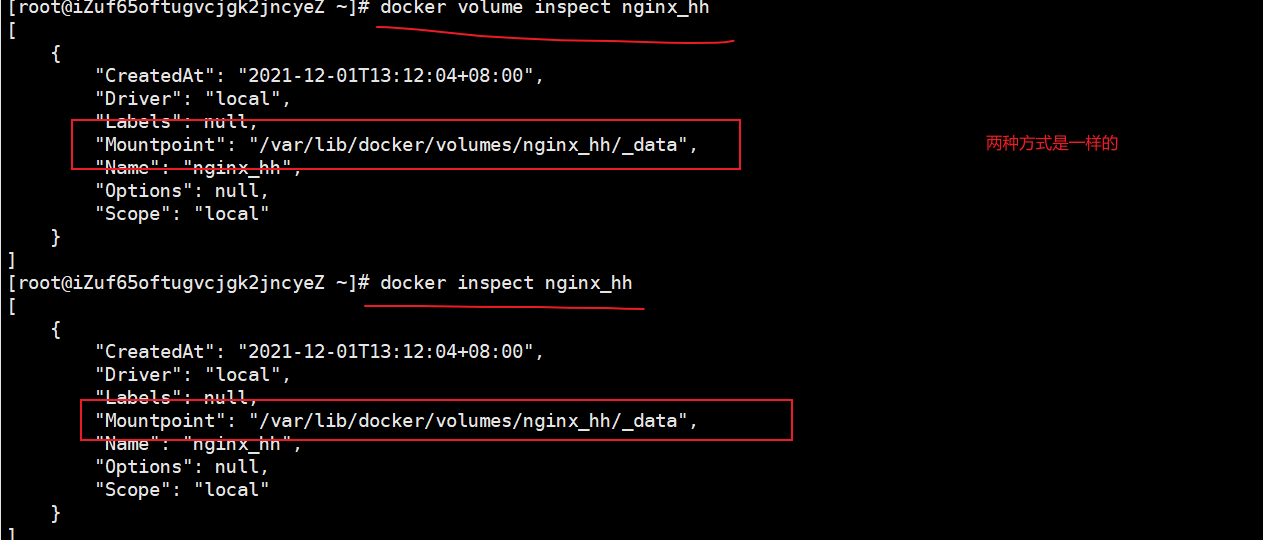 [root@iZuf65oftugvcjgk2jncyeZ ~]# docker volume inspect nginx_hh
[
    {
        "CreatedAt": "2021-12-01T13:12:04+08:00",
        "Driver": "local",
        "Labels": null,
        "Mountpoint": "/var/lib/docker/volumes/nginx_hh/_data",
两种方式是一样的
        "Name": "nginx_hh",
        "Options": null,
        "Scope": "local"
    }
]
[root@iZuf65oftugvcjgk2jncyeZ ~]# docker inspect nginx_hh
[
    {
        "CreatedAt": "2021-12-01T13:12:04+08:00",
        "Driver": "local",
        "Labels": null,
        "Mountpoint": "/var/lib/docker/volumes/nginx_hh/_data",
        "Name": "nginx_hh",
        "Options": null,
        "Scope": "local"
    }
]